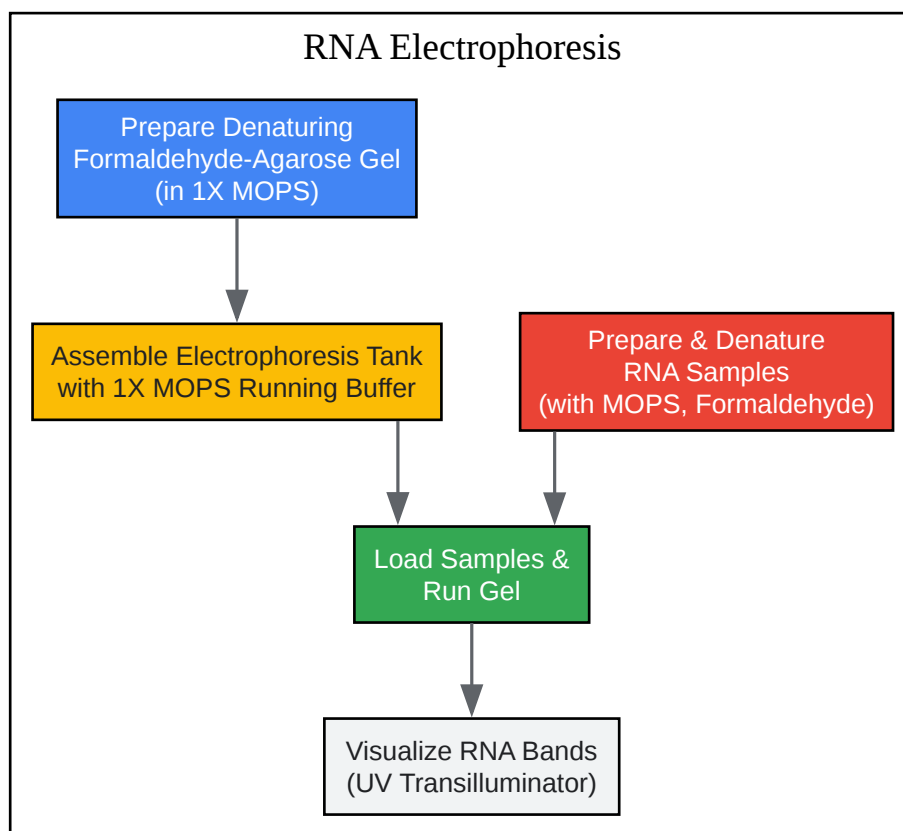 RNA Electrophoresis
Prepare Denaturing
Formaldehyde-Agarose Gel
(in 1X MOPS)
Assemble Electrophoresis Tank
with 1X MOPS Running Buffer
Prepare & Denature
RNA Samples
(with MOPS, Formaldehyde)
Load Samples &
Run Gel
Visualize RNA Bands
(UV Transilluminator)